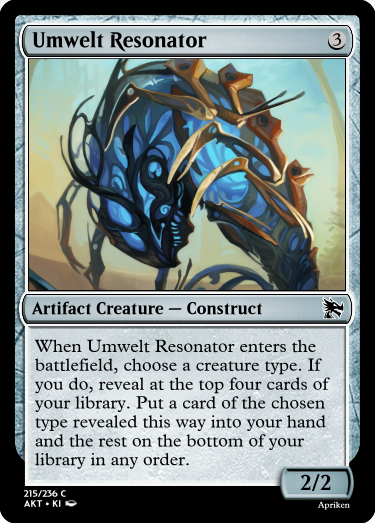 Umwelt Resonator
3
Artifact Creature — Construct
When Umwelt Resonator enters the
battlefield, choose a creature type. If
you do, reveal at the top four cards of
your library. Put a card of the chosen
type revealed this way into your hand
and the rest on the bottom of your
library in any order.
2/2
215/236 C
AKT • KI
Apriken